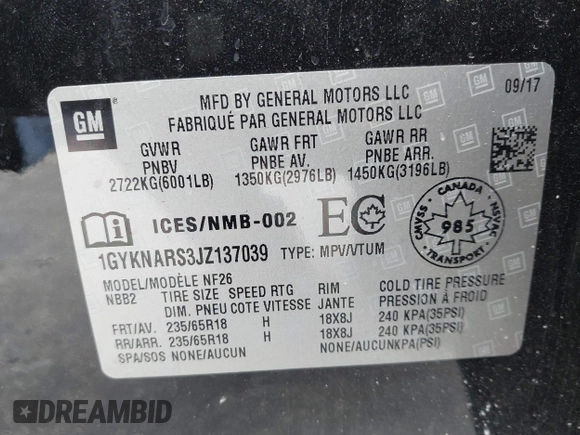 GM
MFD BY GENERAL MOTORS LLC
FABRIQUÉ PAR GENERAL MOTORS LLC
09/17
GVWR GAWR FRT GAWR RR
PNBV PNBE AV. PNBE ARR.
2722KG(6001LB) 1350KG(2976LB) 1450KG(3196LB)
ICES/NMB-002 EC
CANADA
CMVSS 985 NSVAC
TRANSPORT
1GYKNARS3JZ137039 TYPE: MPV/VTUM
MODEL/MODÈLE NF26
NBB2 TIRE SIZE SPEED RTG RIM COLD TIRE PRESSURE
DIM. PNEU COTE VITESSE JANTE PRESSION À FROID
FRT/AV. 235/65R18 H 18X8J 240 KPA(35PSI)
RR/ARR. 235/65R18 H 18X8J 240 KPA(35PSI)
SPA/SOS NONE/AUCUN NONE/AUCUNKPA(PSI)
DREAMBID